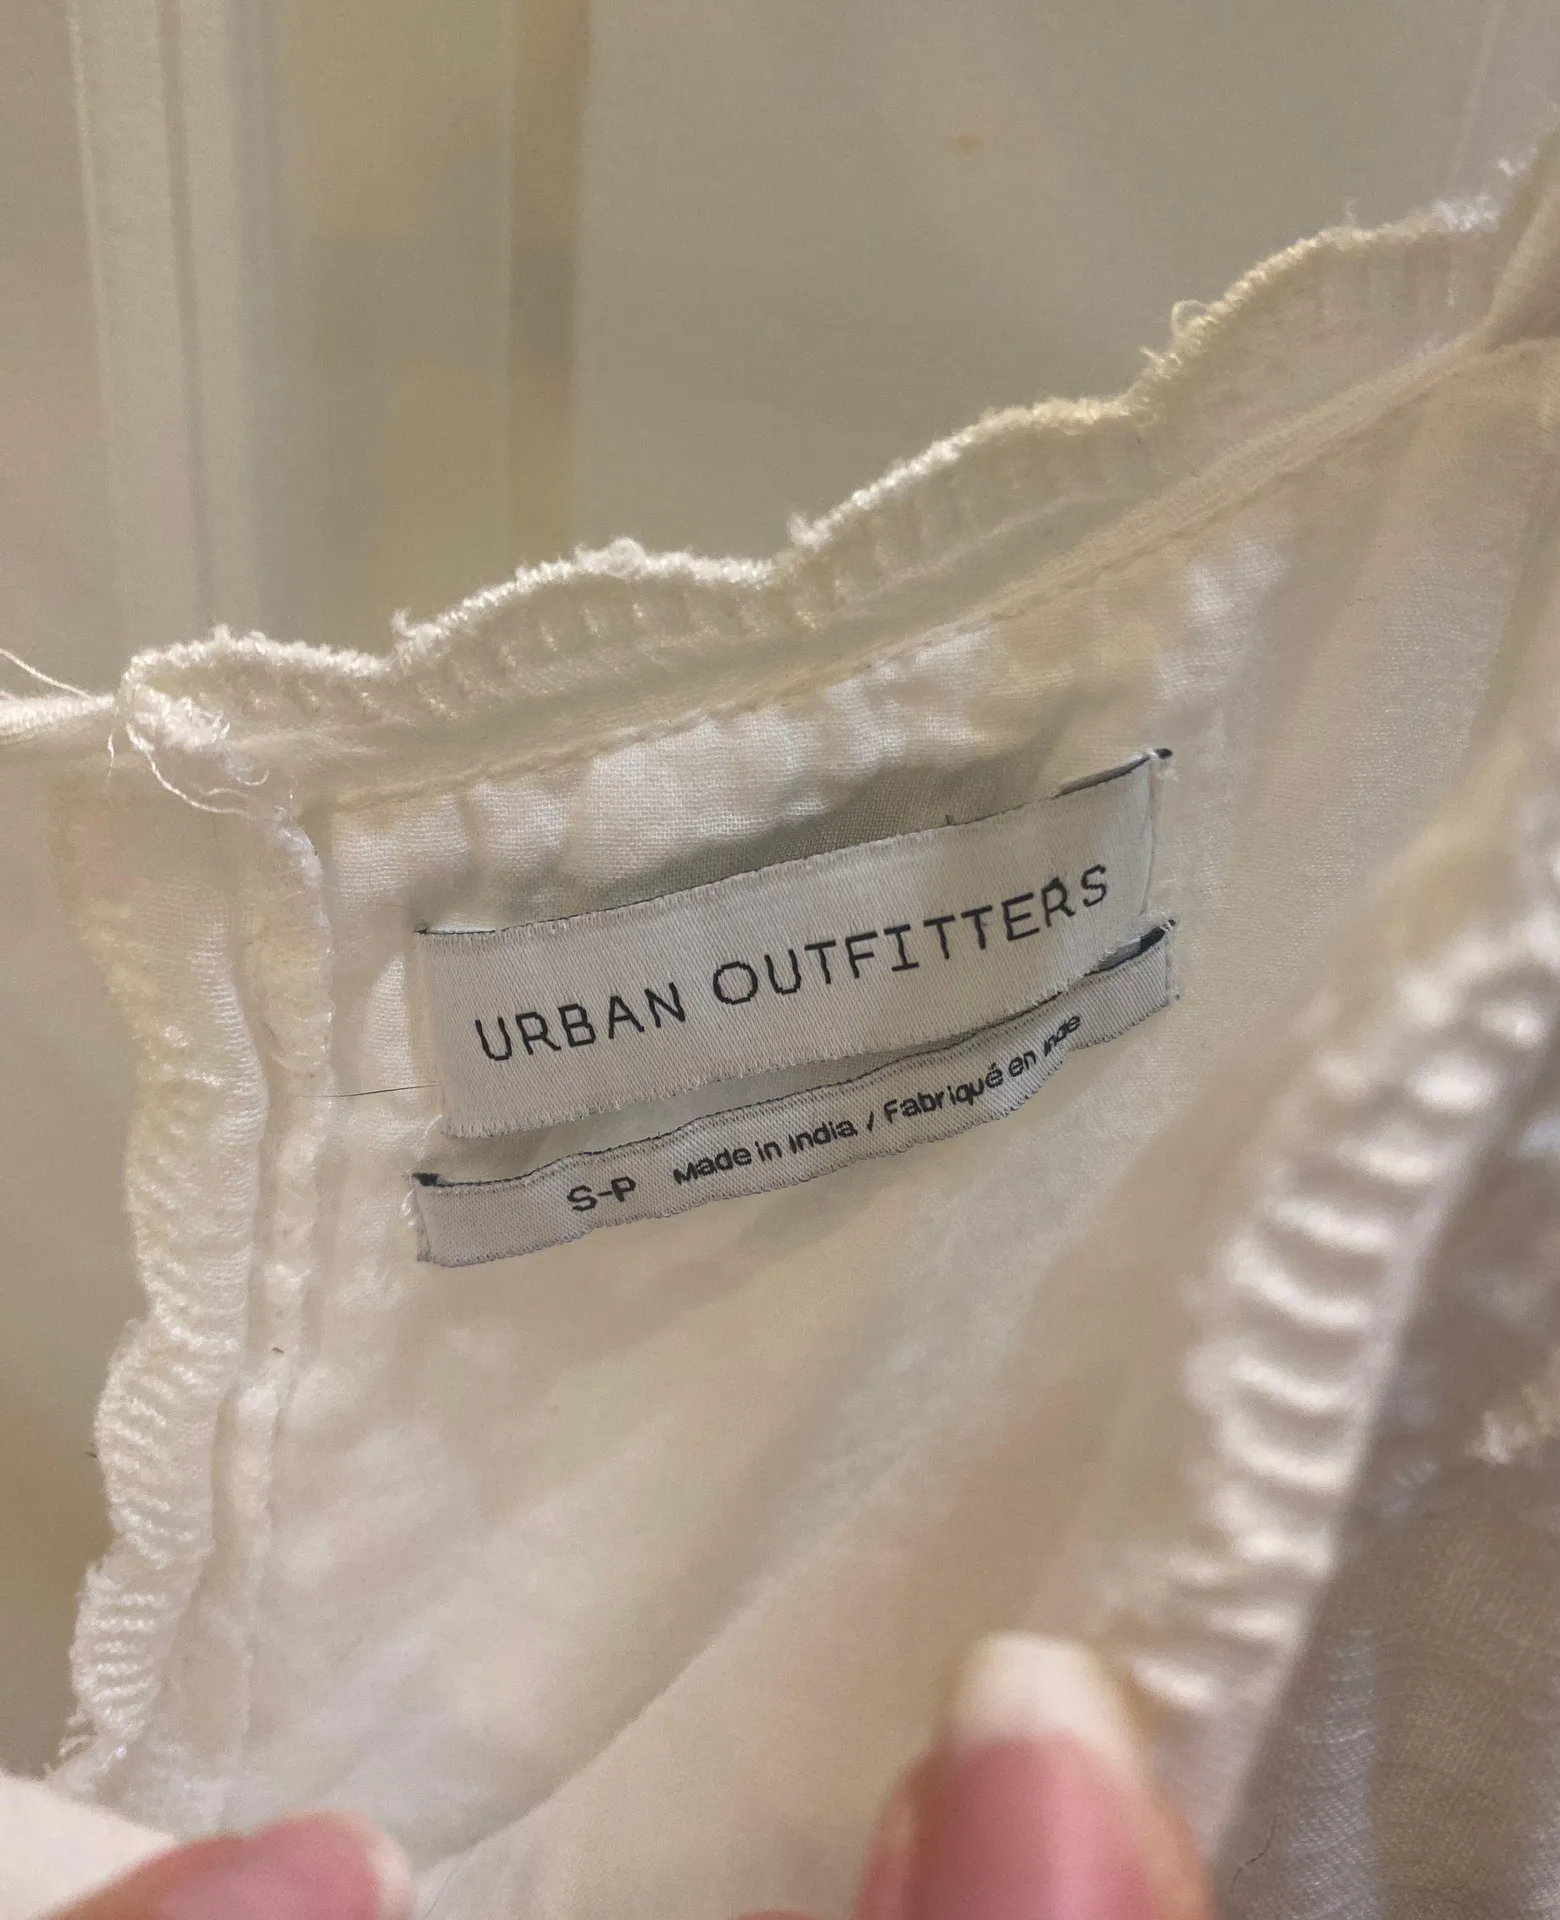 URBAN OUTFITTERS
S-P Made in India / Fabriqué en Inde